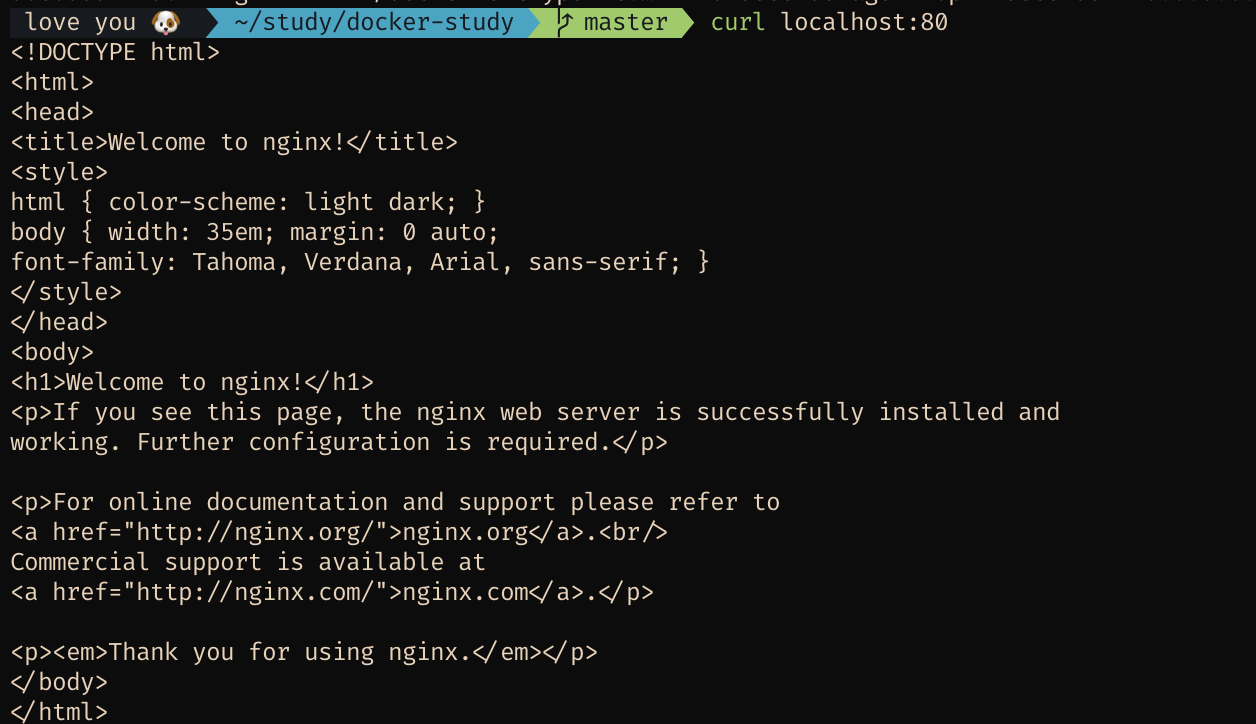 love you 🐶 ~/study/docker-study master curl localhost:80
<!DOCTYPE html>
<html>
<head>
<title>Welcome to nginx!</title>
<style>
html { color-scheme: light dark; }
body { width: 35em; margin: 0 auto;
font-family: Tahoma, Verdana, Arial, sans-serif; }
</style>
</head>
<body>
<h1>Welcome to nginx!</h1>
<p>If you see this page, the nginx web server is successfully installed and
working. Further configuration is required.</p>

<p>For online documentation and support please refer to
<a href="http://nginx.org/">nginx.org</a>.<br/>
Commercial support is available at
<a href="http://nginx.com/">nginx.com</a>.</p>

<p><em>Thank you for using nginx.</em></p>
</body>
</html>